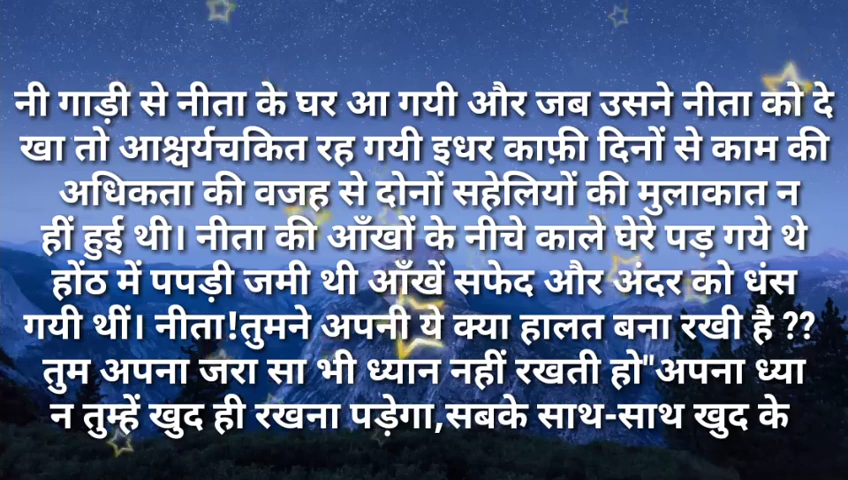 नी गाड़ी से नीता के घर आ गयी और जब उसने नीता को दे
खा तो आश्चर्यचकित रह गयी इधर काफ़ी दिनों से काम की
अधिकता की वजह से दोनों सहेलियों की मुलाकात न
हीं हुई थी। नीता की आँखों के नीचे काले घेरे पड़ गये थे
होंठ में पपड़ी जमी थी आँखें सफेद और अंदर को धंस
गयी थीं। नीता!तुमने अपनी ये क्या हालत बना रखी है ??
तुम अपना जरा सा भी ध्यान नहीं रखती हो"अपना ध्या
न तुम्हें खुद ही रखना पड़ेगा,सबके साथ-साथ खुद के